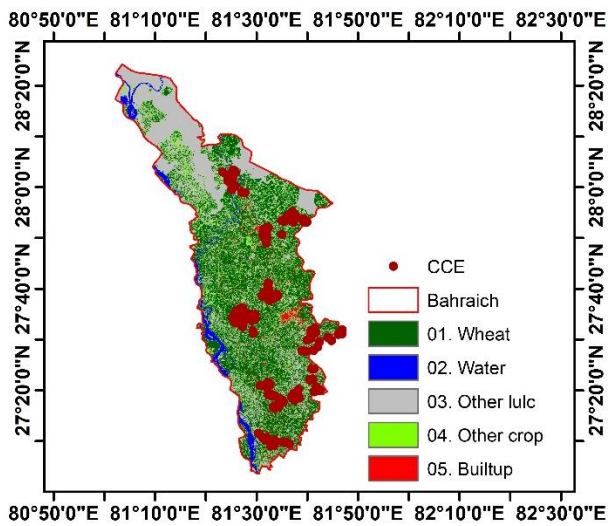 80°50'0"E 81°10'0"E 81°30'0"E 81°50'0"E 82°10'0"E 82°30'0"E
28°20'0"N
28°0'0"N
27°40'0"N
27°20'0"N
28°20'0"N
28°0'0"N
27°40'0"N
27°20'0"N
CCE
Bahraich
01. Wheat
02. Water
03. Other lulc
04. Other crop
05. Builtup
80°50'0"E 81°10'0"E 81°30'0"E 81°50'0"E 82°10'0"E 82°30'0"E